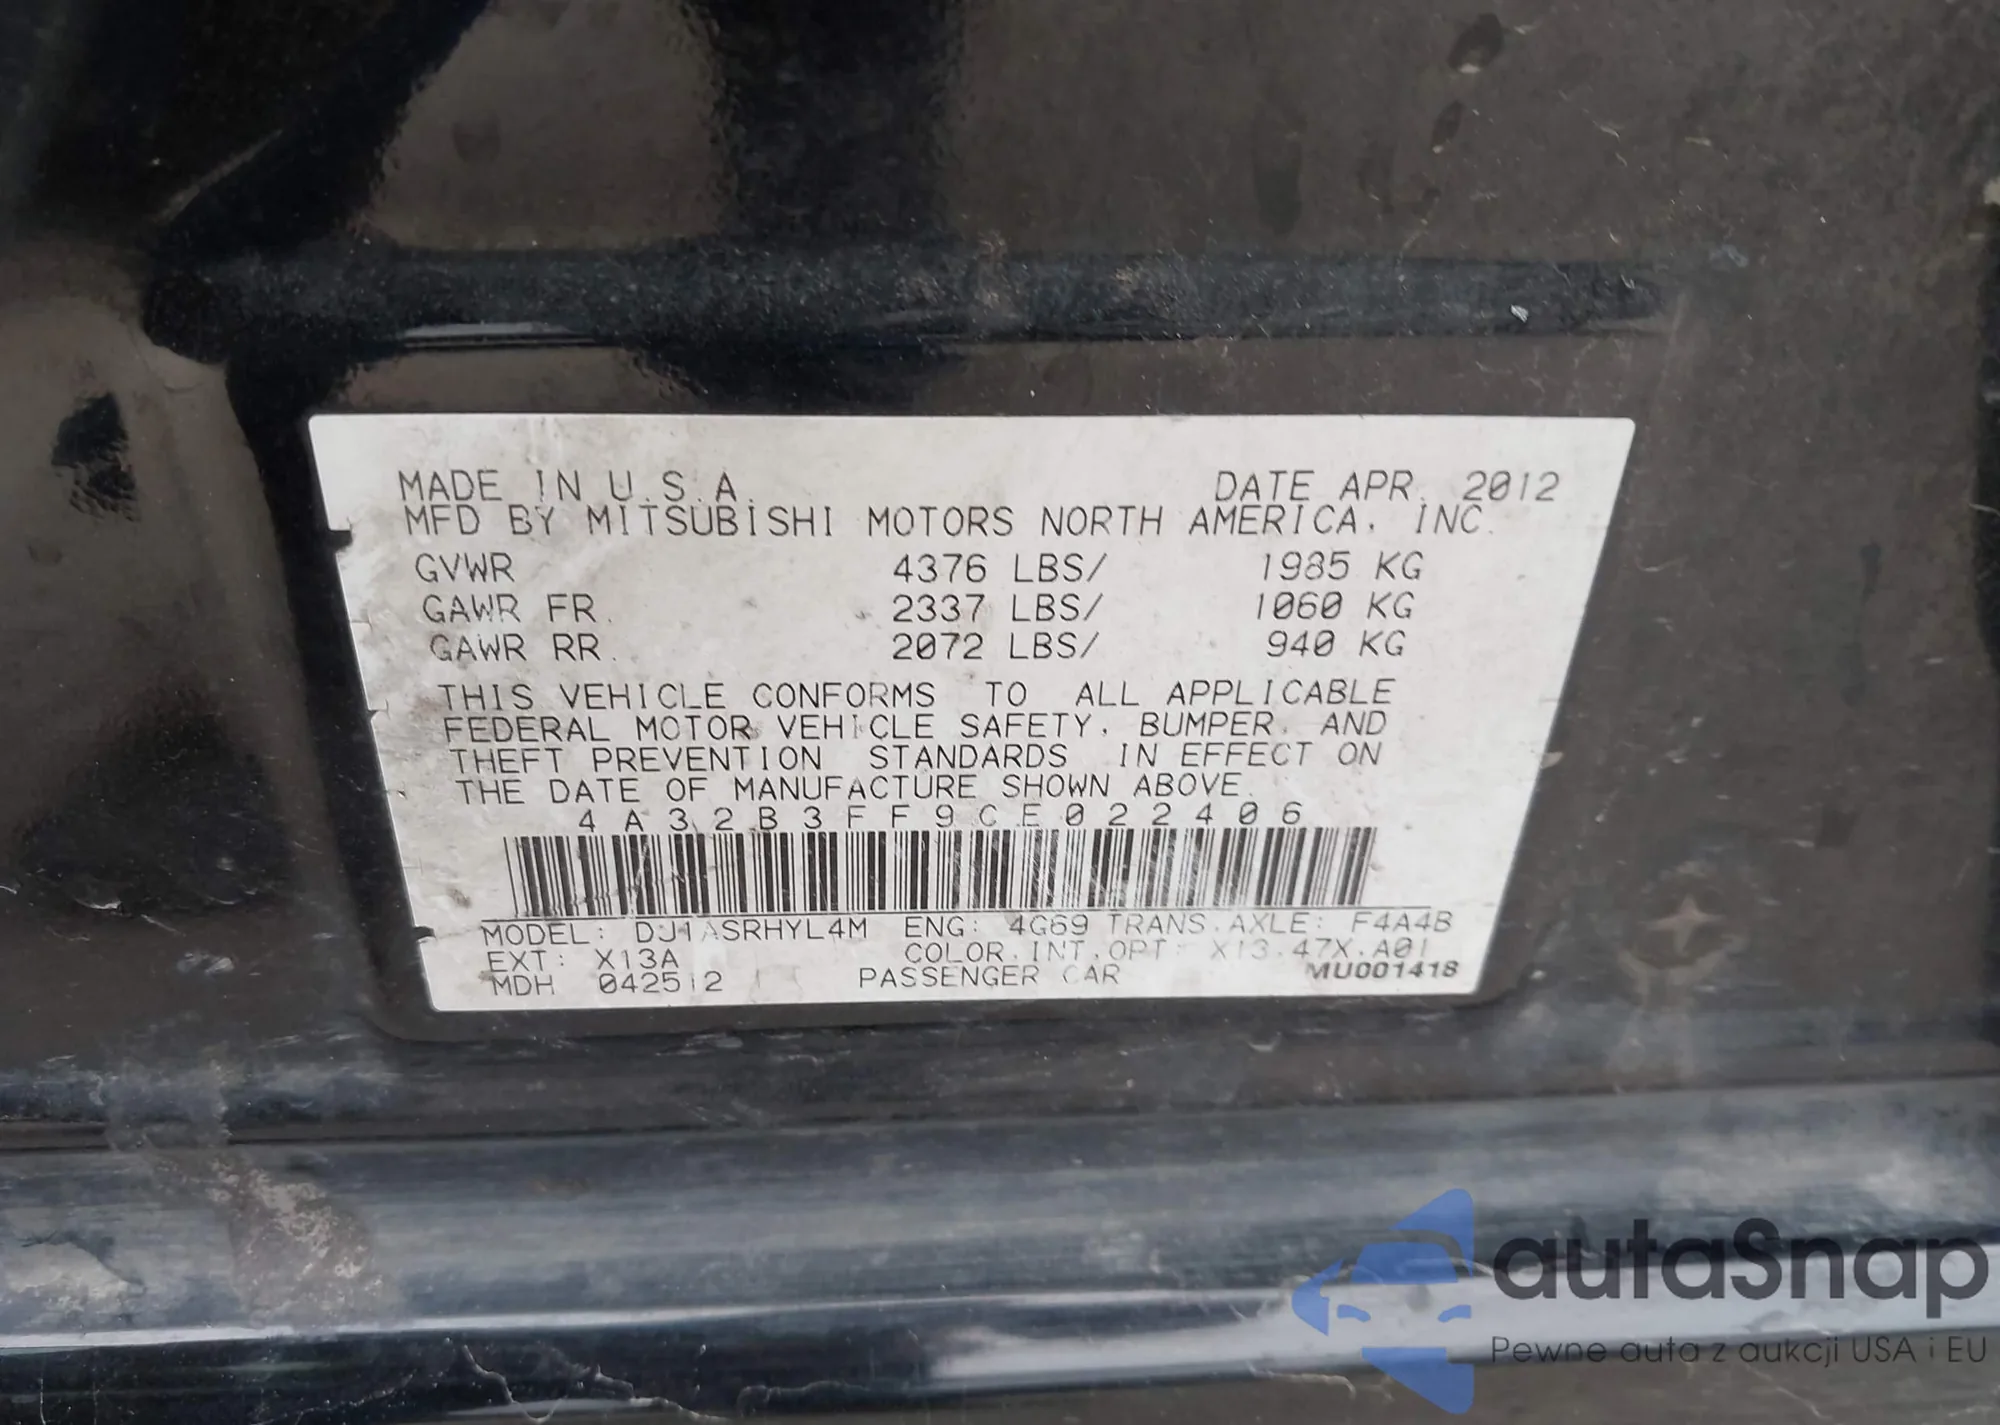 MADE IN U.S.A. DATE APR. 2012
MFD BY MITSUBISHI MOTORS NORTH AMERICA, INC.
GVWR 4376 LBS/ 1985 KG
GAWR FR. 2337 LBS/ 1060 KG
GAWR RR. 2072 LBS/ 940 KG
THIS VEHICLE CONFORMS TO ALL APPLICABLE
FEDERAL MOTOR VEHICLE SAFETY, BUMPER, AND
THEFT PREVENTION STANDARDS IN EFFECT ON
THE DATE OF MANUFACTURE SHOWN ABOVE.
4A32B3FF9CE022406
MODEL: DJ1ASRHYL4M ENG: 4G69 TRANS.AXLE: F4A4B
EXT: X13A COLOR.INT.OPT: X13.47X.A01
MDH 042512 PASSENGER CAR MU001418
autaSnap
Pewne auta z aukcji USA i EU